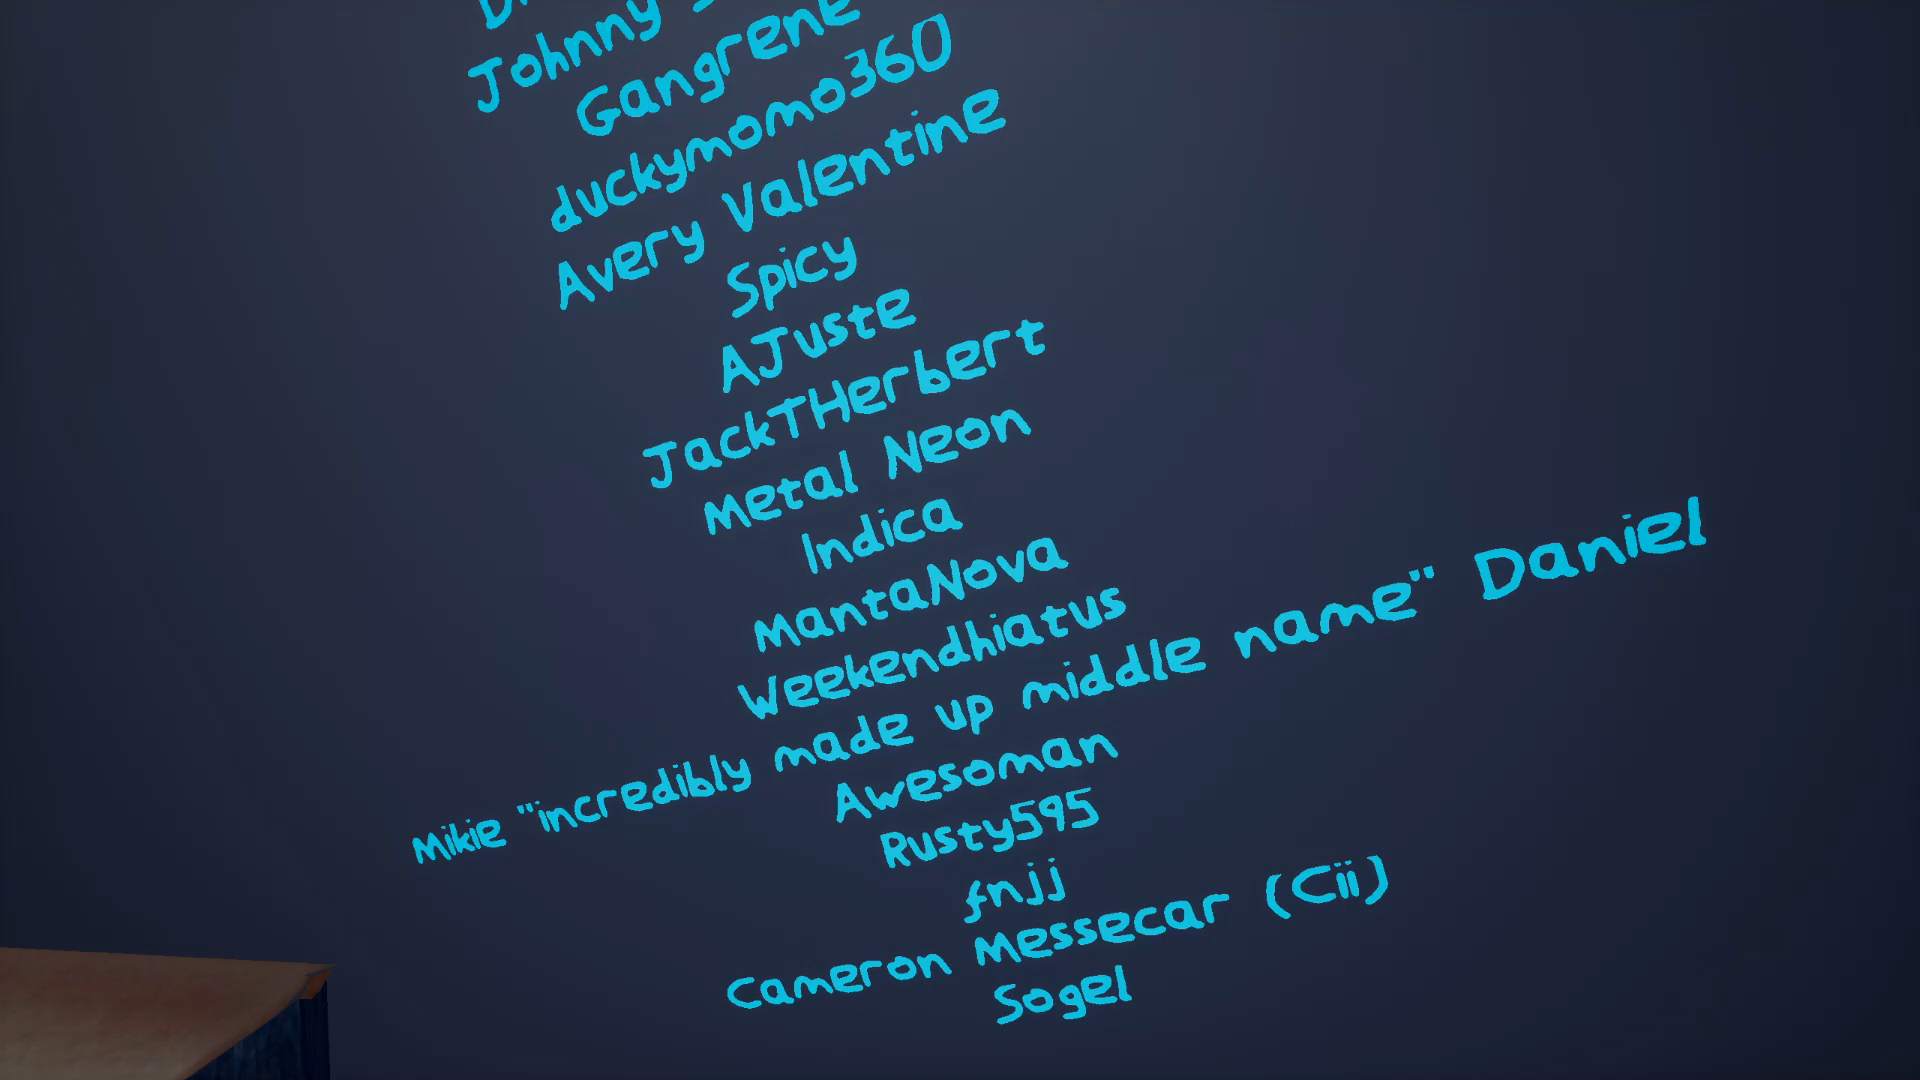 Johnny
Gangrene
duckymomo360
Avery Valentine
Spicy
AJuste
JackTHerbert
Metal Neon
Indica
MantaNova
Weekendhiatus
Mikie "incredibly made up middle name" Daniel
Awesoman
Rusty595
fnjj
Cameron Messecar (Cii)
Sogel